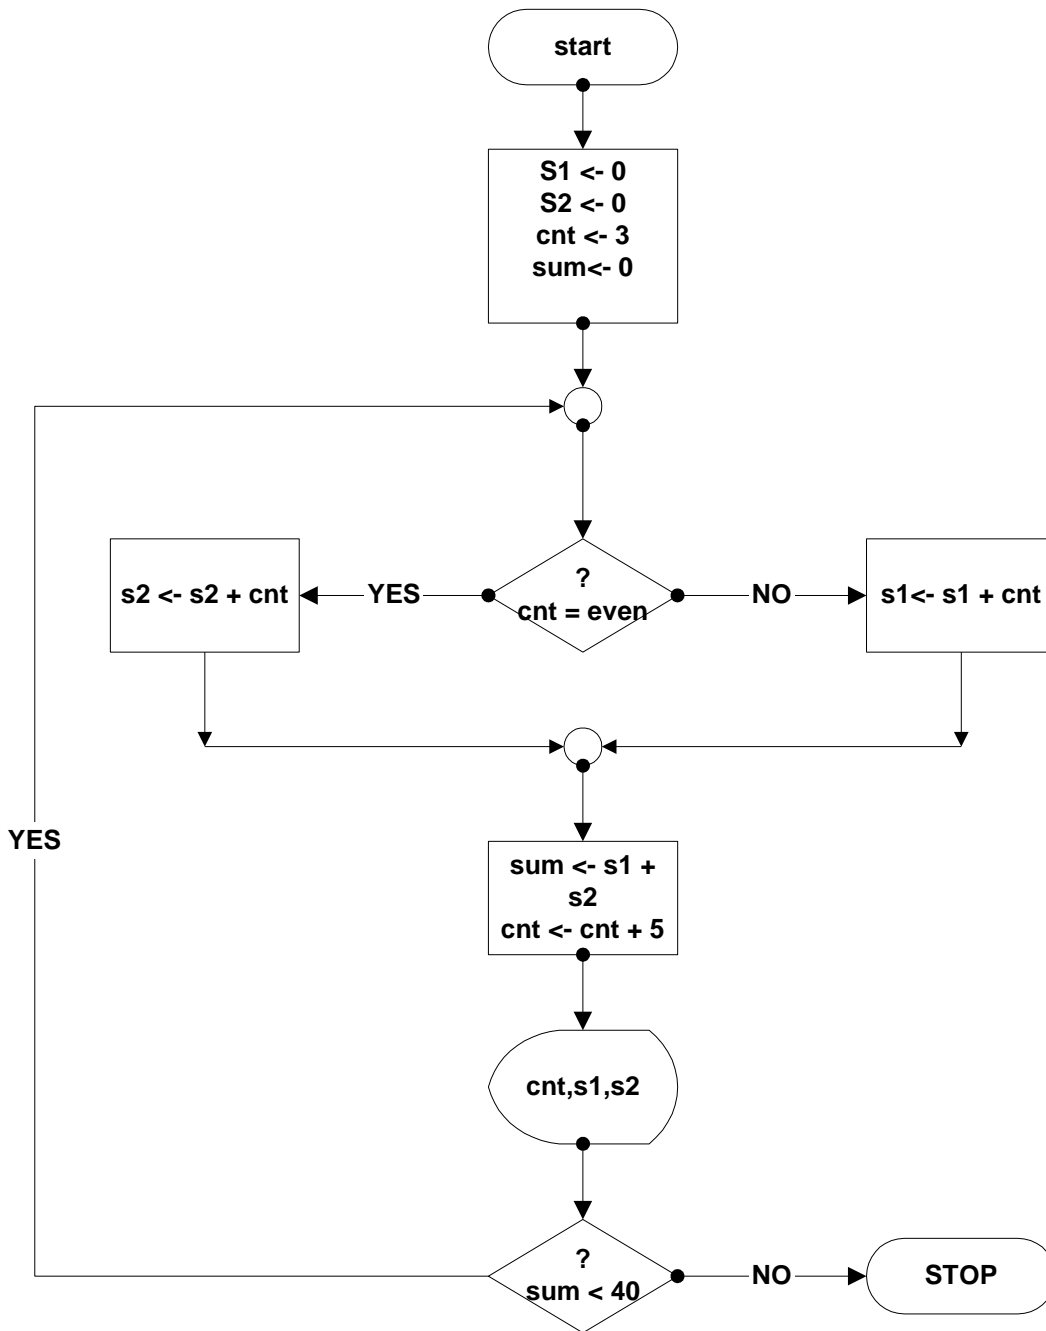 start
S1 <- 0
S2 <- 0
cnt <- 3
sum<- 0
s2 <- s2 + cnt
YES
?
cnt = even
NO
s1<- s1 + cnt
YES
sum <- s1 +
s2
cnt <- cnt + 5
cnt,s1,s2
?
sum < 40
NO
STOP